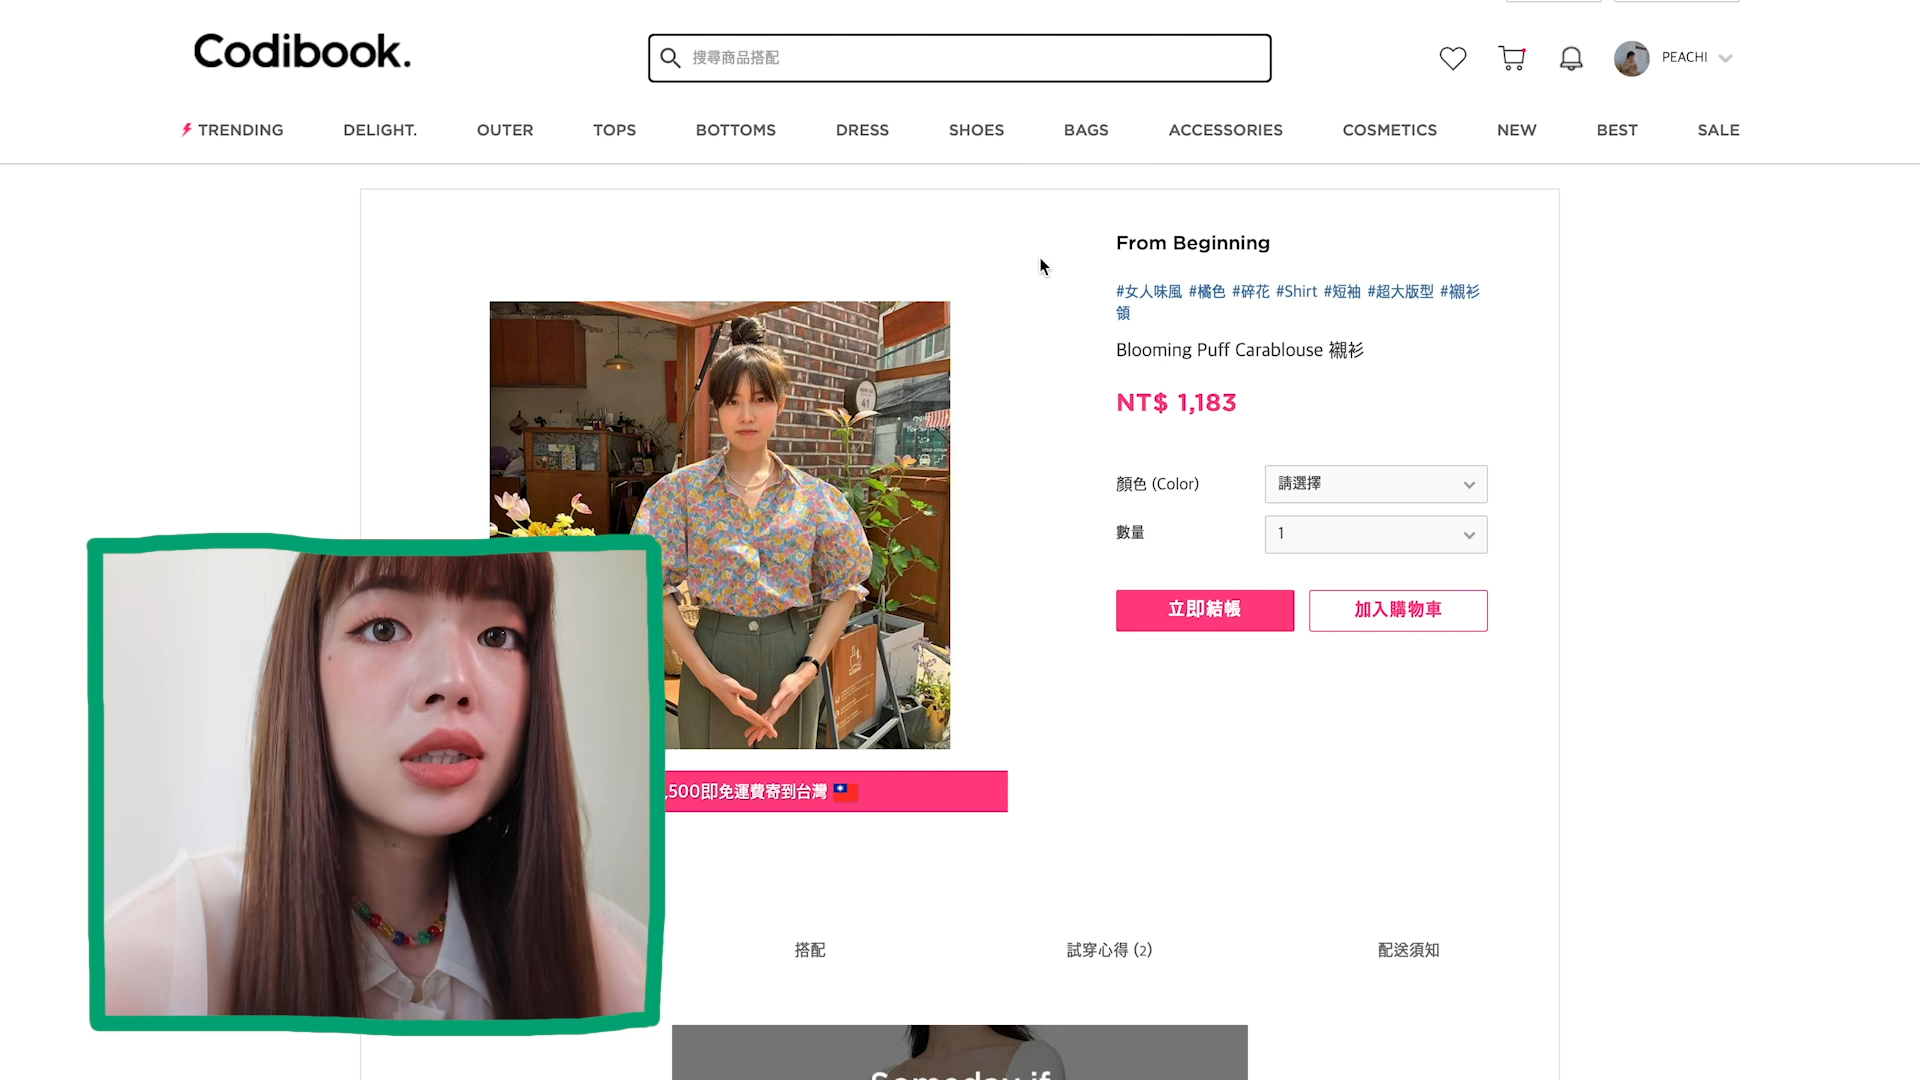 Codibook.
搜尋商品搭配
PEACHI
TRENDING DELIGHT. OUTER TOPS BOTTOMS DRESS SHOES BAGS ACCESSORIES COSMETICS NEW BEST SALE
From Beginning
#女人味風 #橘色 #碎花 #Shirt #短袖 #超大版型 #襯衫
領
Blooming Puff Carablouse 襯衫
NT$ 1,183
顏色 (Color) 請選擇
數量 1
立即結帳 加入購物車
41
,500即免運費寄到台灣
搭配 試穿心得 (2) 配送須知
Someday if